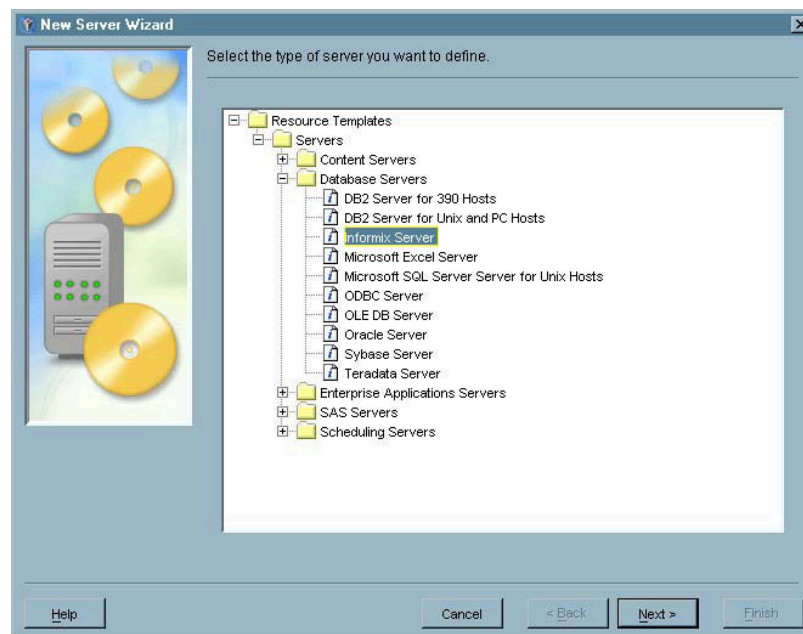 New Server Wizard
Select the type of server you want to define.
Resource Templates
Servers
Content Servers
Database Servers
DB2 Server for 390 Hosts
DB2 Server for Unix and PC Hosts
Informix Server
Microsoft Excel Server
Microsoft SQL Server Server for Unix Hosts
ODBC Server
OLE DB Server
Oracle Server
Sybase Server
Teradata Server
Enterprise Applications Servers
SAS Servers
Scheduling Servers
Help Cancel < Back Next > Finish